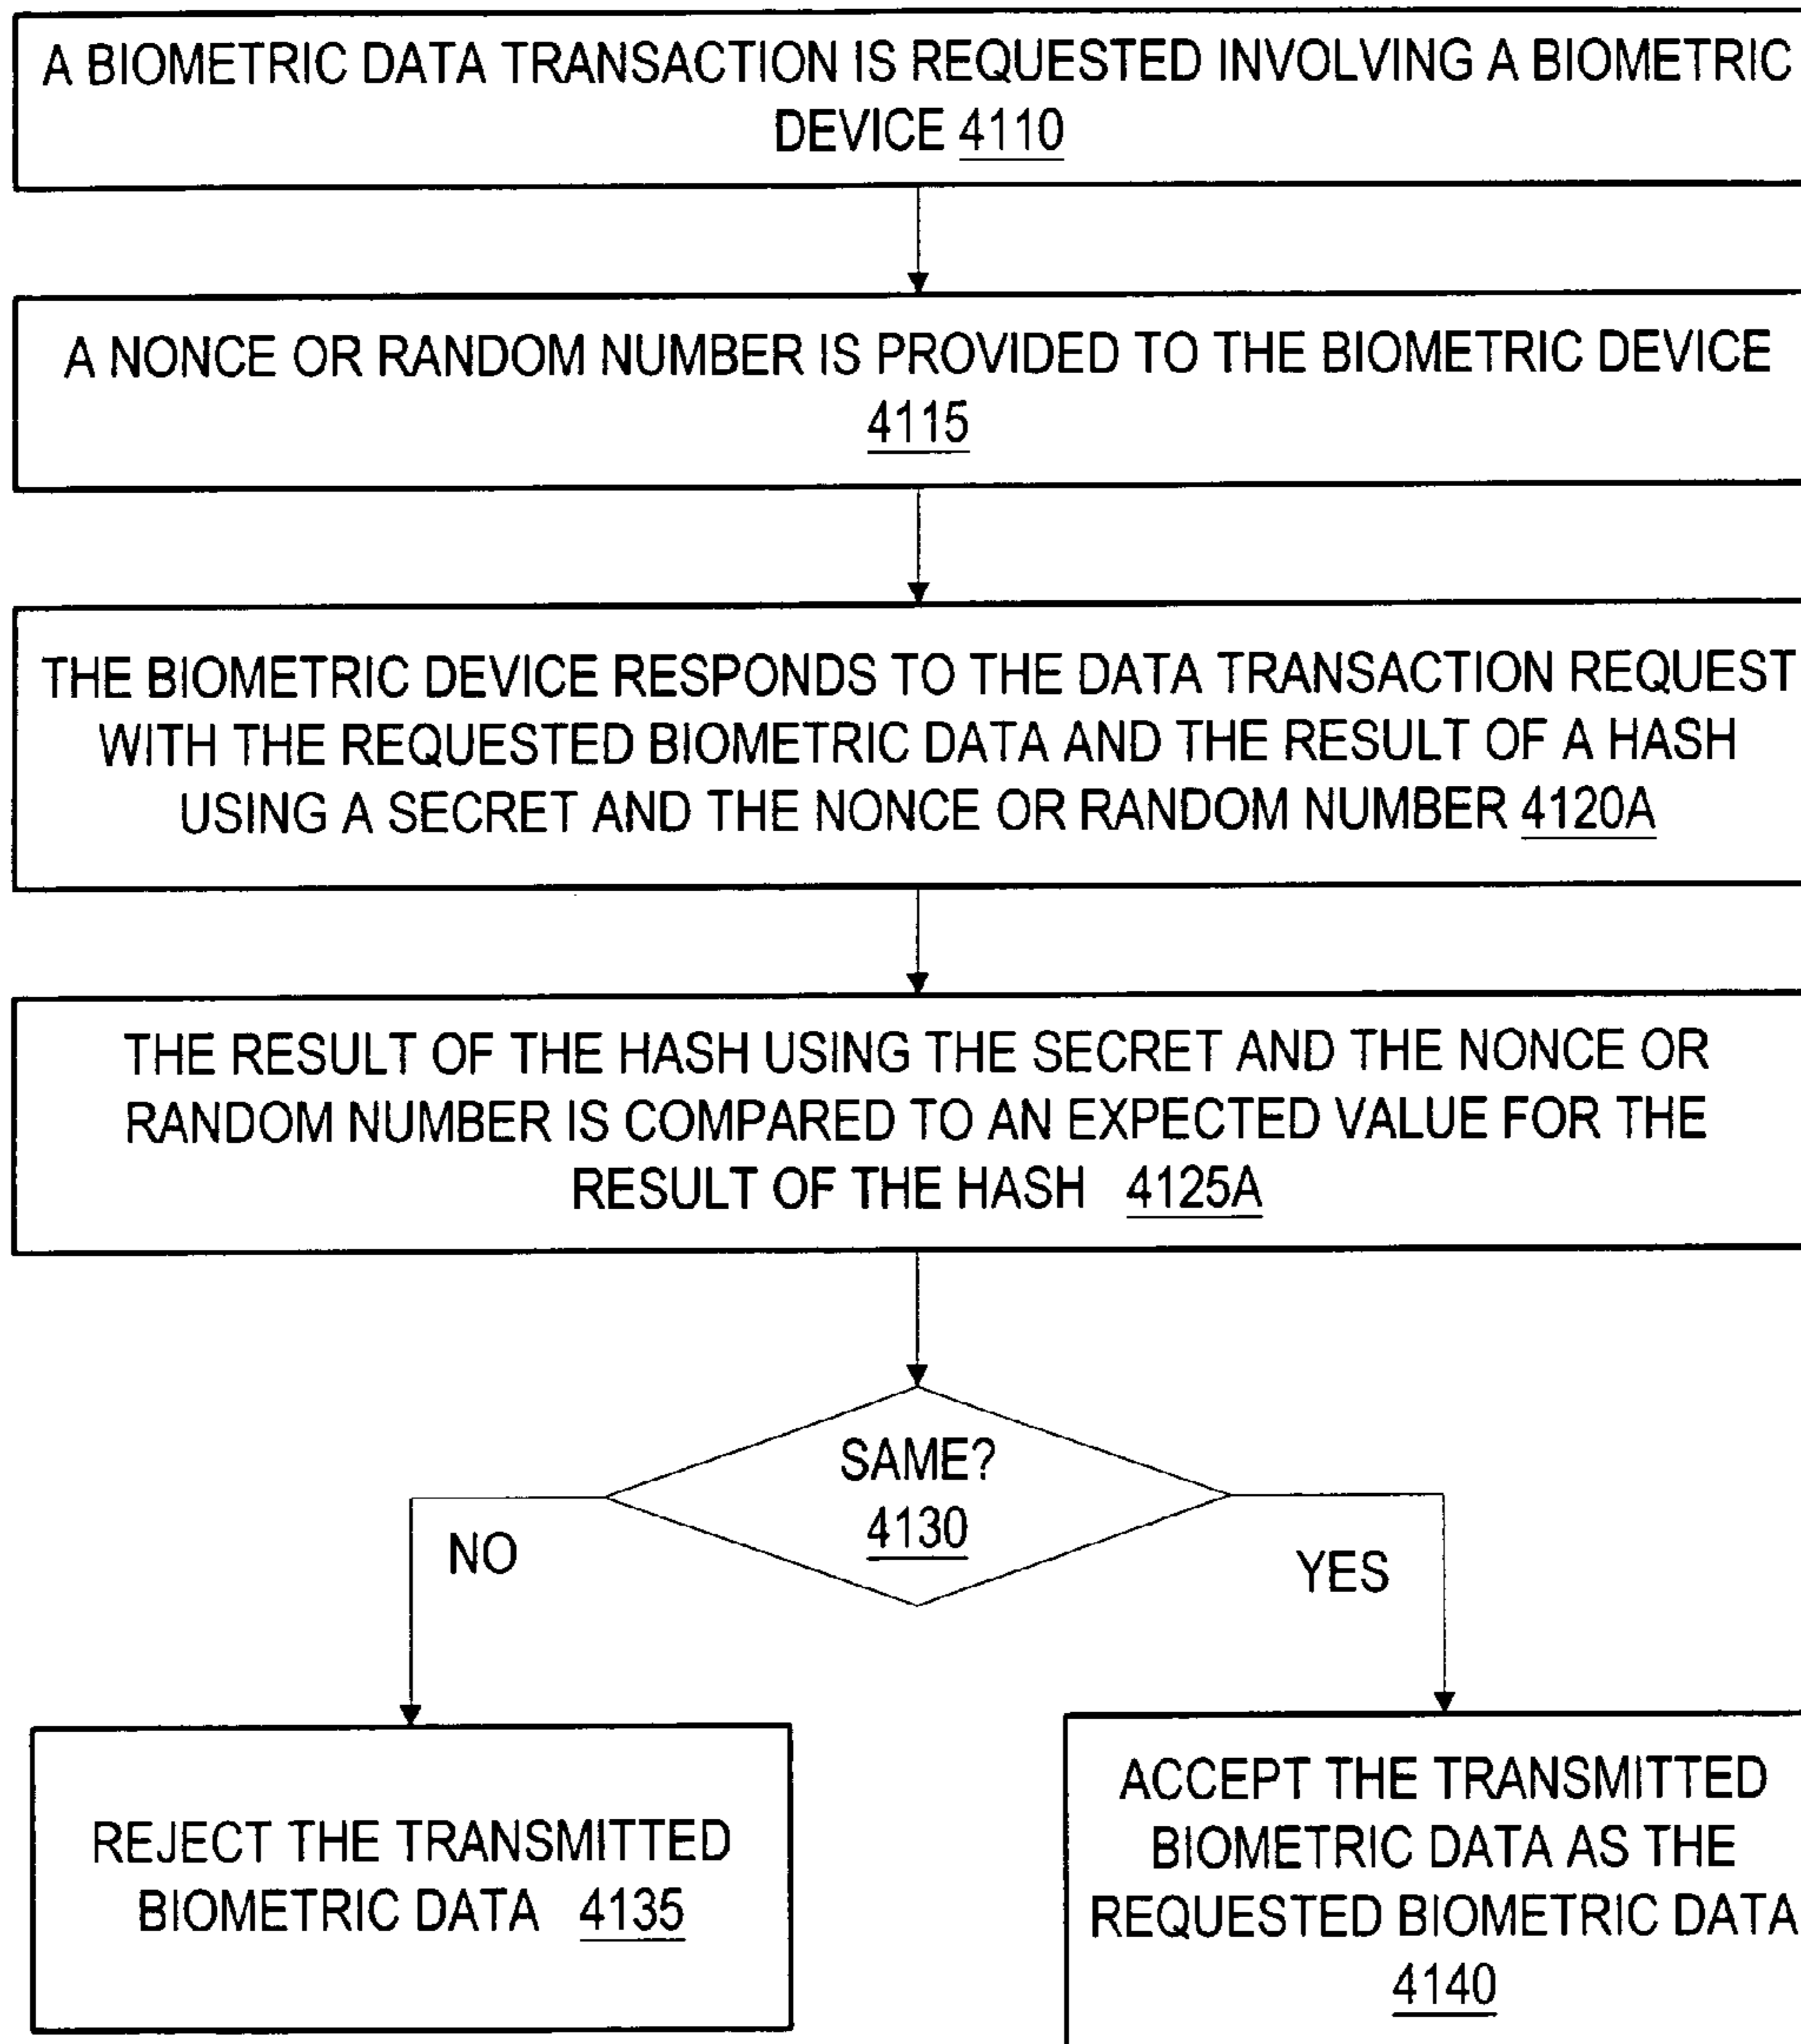 A BIOMETRIC DATA TRANSACTION IS REQUESTED INVOLVING A BIOMETRIC
DEVICE 4110
A NONCE OR RANDOM NUMBER IS PROVIDED TO THE BIOMETRIC DEVICE
4115
THE BIOMETRIC DEVICE RESPONDS TO THE DATA TRANSACTION REQUEST
WITH THE REQUESTED BIOMETRIC DATA AND THE RESULT OF A HASH
USING A SECRET AND THE NONCE OR RANDOM NUMBER 4120A
THE RESULT OF THE HASH USING THE SECRET AND THE NONCE OR
RANDOM NUMBER IS COMPARED TO AN EXPECTED VALUE FOR THE
RESULT OF THE HASH 4125A
SAME?
4130
NO
YES
REJECT THE TRANSMITTED
BIOMETRIC DATA 4135
ACCEPT THE TRANSMITTED
BIOMETRIC DATA AS THE
REQUESTED BIOMETRIC DATA
4140